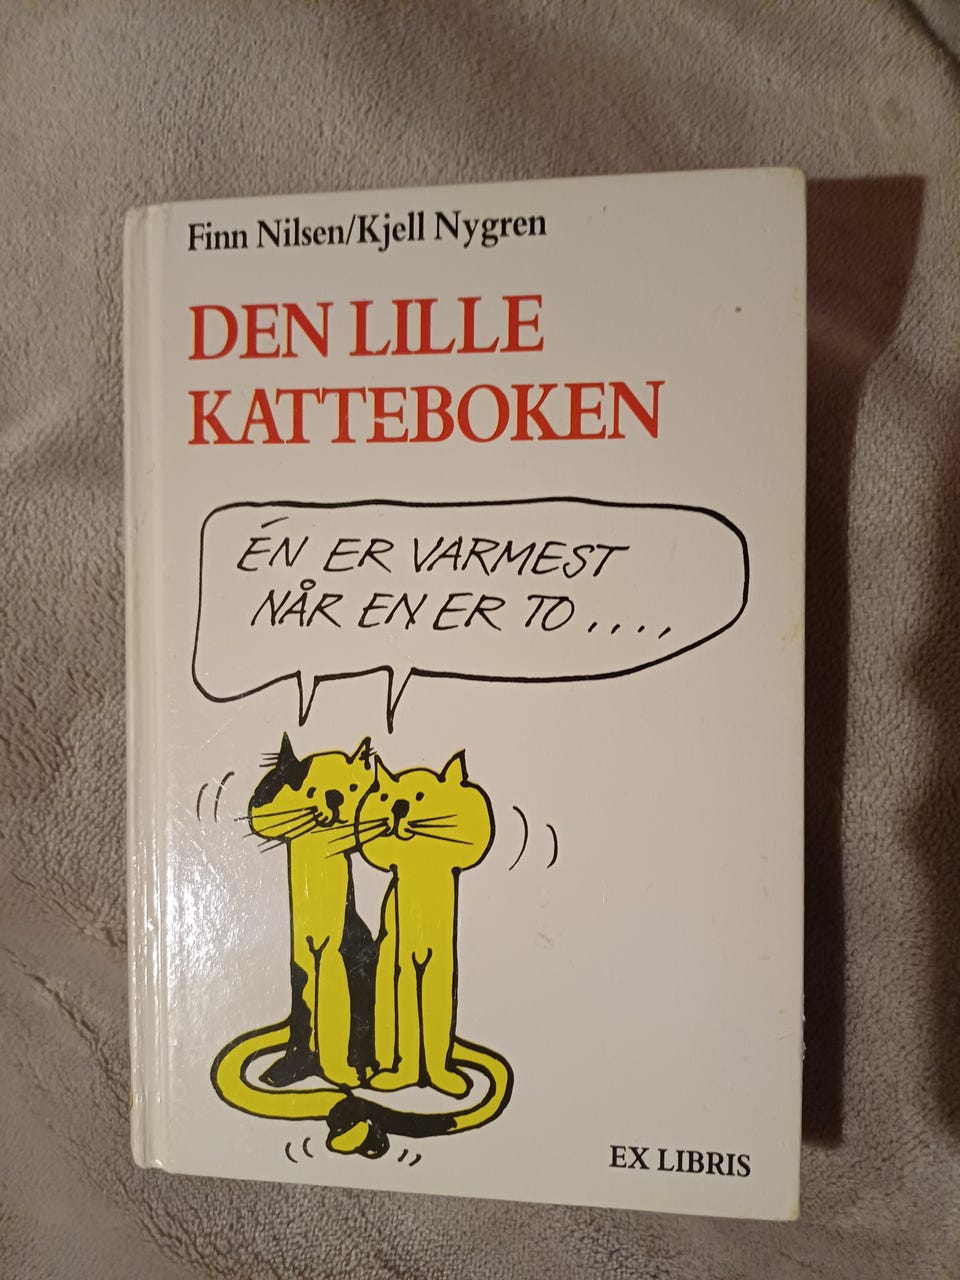 Finn Nilsen/Kjell Nygren
DEN LILLE
KATTEBOKEN
ÉN ER VARMEST
NÅR EN ER TO....
EX LIBRIS